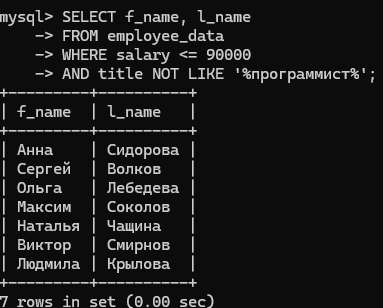 mysql> SELECT f_name, l_name
    -> FROM employee_data
    -> WHERE salary <= 90000
    -> AND title NOT LIKE '%программист%';
+---------+----------+
| f_name  | l_name   |
+---------+----------+
| Анна    | Сидорова |
| Сергей  | Волков   |
| Ольга   | Лебедева |
| Максим  | Соколов  |
| Наталья | Чащина   |
| Виктор  | Смирнов  |
| Людмила | Крылова  |
+---------+----------+
7 rows in set (0.00 sec)